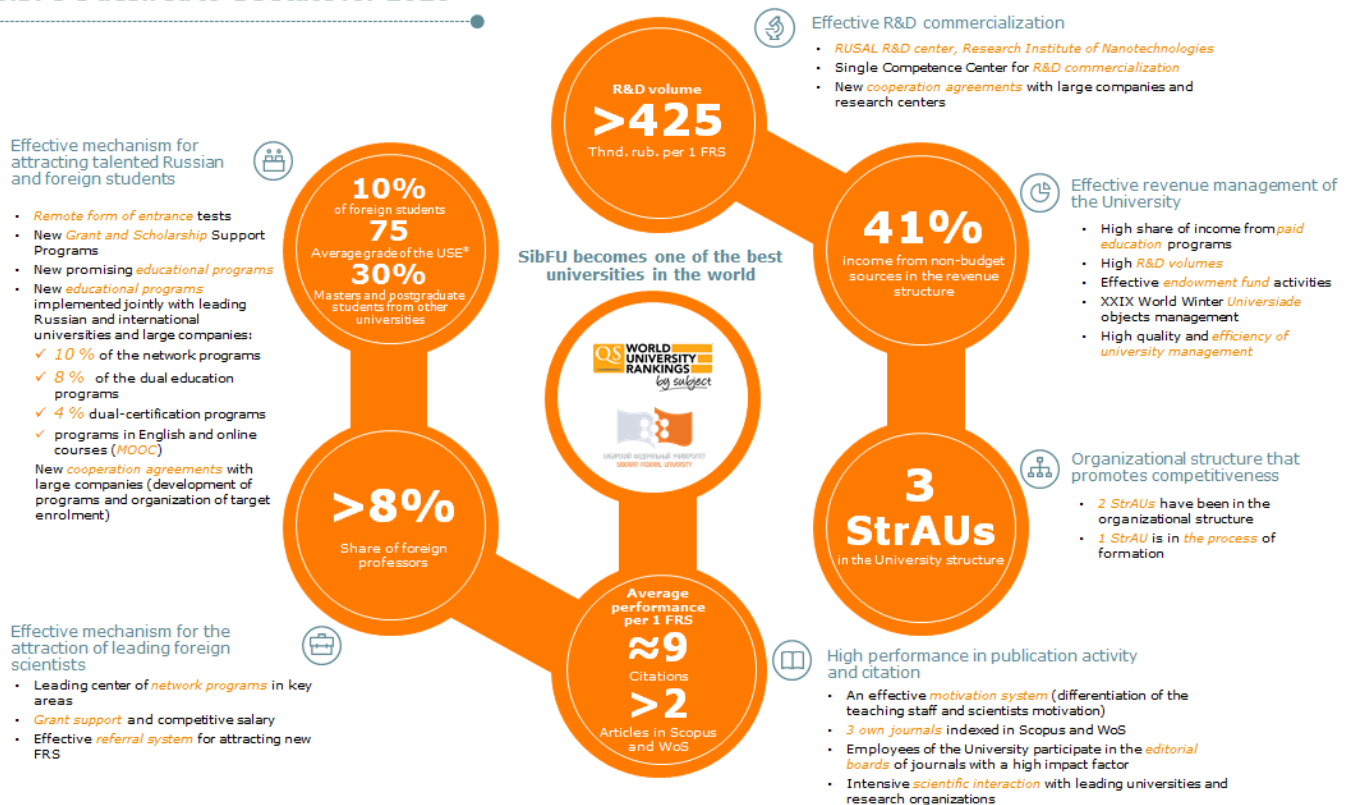 R&D volume
>425
Thnd. rub. per 1 FRS
Effective R&D commercialization
• RUSAL R&D center, Research Institute of Nanotechnologies
• Single Competence Center for R&D commercialization
• New cooperation agreements with large companies and
research centers
Effective mechanism for
attracting talented Russian
and foreign students
• Remote form of entrance tests
• New Grant and Scholarship Support
Programs
• New promising educational programs
• New educational programs
implemented jointly with leading
Russian and international
universities and large companies:
✓ 10 % of the network programs
✓ 8 % of the dual education
programs
✓ 4 % dual-certification programs
✓ programs in English and online
courses (MOOC)
New cooperation agreements with
large companies (development of
programs and organization of target
enrolment)
10%
of foreign students
75
Average grade of the USE*
30%
Masters and postgraduate
students from other
universities
SibFU becomes one of the best
universities in the world
QS WORLD
UNIVERSITY
RANKINGS
by subject
СИБИРСКИЙ ФЕДЕРАЛЬНЫЙ УНИВЕРСИТЕТ
SIBERIAN FEDERAL UNIVERSITY
41%
income from non-budget
sources in the revenue
structure
Effective revenue management of
the University
• High share of income from paid
education programs
• High R&D volumes
• Effective endowment fund activities
• XXIX World Winter Universiade
objects management
• High quality and efficiency of
university management
3
StrAUs
in the University structure
Organizational structure that
promotes competitiveness
• 2 StrAUs have been in the
organizational structure
• 1 StrAU is in the process of
formation
>8%
Share of foreign
professors
Effective mechanism for the
attraction of leading foreign
scientists
• Leading center of network programs in key
areas
• Grant support and competitive salary
• Effective referral system for attracting new
FRS
Average
performance
per 1 FRS
≈9
Citations
>2
Articles in Scopus
and WoS
High performance in publication activity
and citation
• An effective motivation system (differentiation of the
teaching staff and scientists motivation)
• 3 own journals indexed in Scopus and WoS
• Employees of the University participate in the editorial
boards of journals with a high impact factor
• Intensive scientific interaction with leading universities and
research organizations